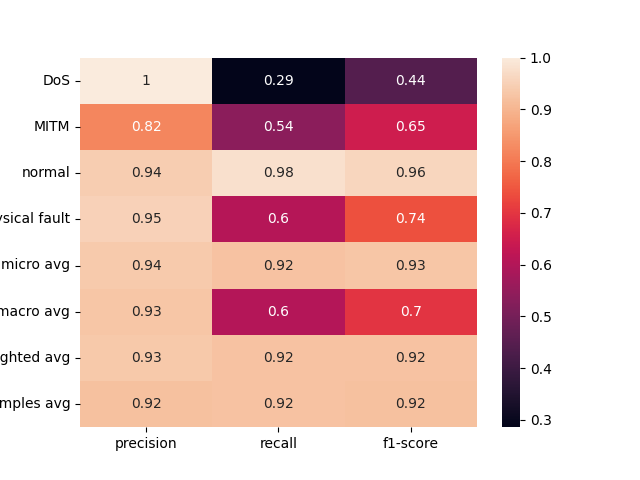 DoS 1 0.29 0.44
MITM 0.82 0.54 0.65
normal 0.94 0.98 0.96
ysical fault 0.95 0.6 0.74
micro avg 0.94 0.92 0.93
macro avg 0.93 0.6 0.7
ghted avg 0.93 0.92 0.92
mples avg 0.92 0.92 0.92
precision recall f1-score
1.0
0.9
0.8
0.7
0.6
0.5
0.4
0.3